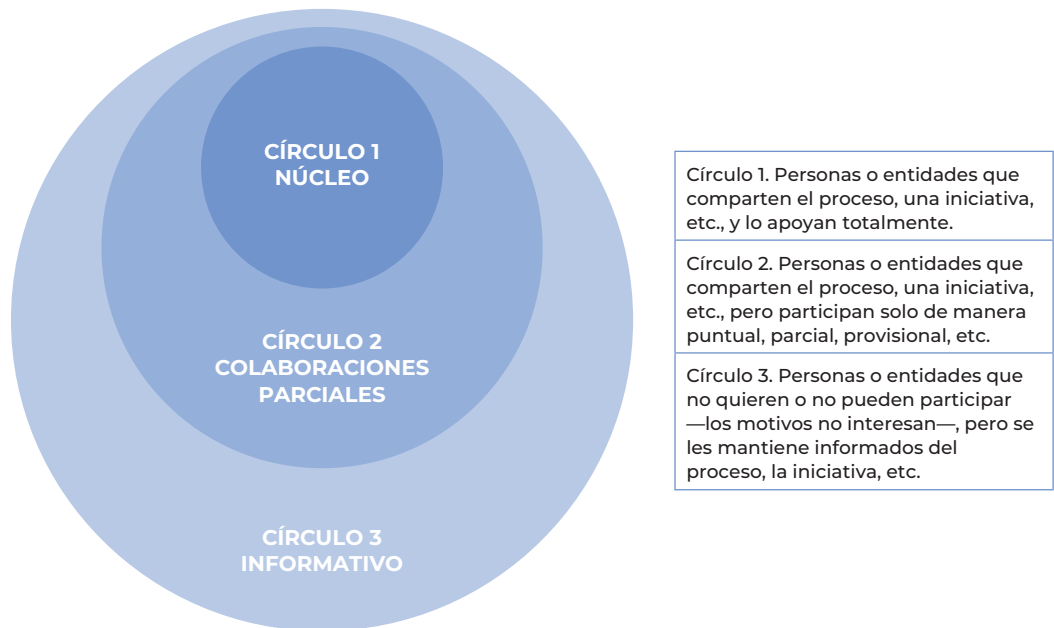 CÍRCULO 1
NÚCLEO
CÍRCULO 2
COLABORACIONES
PARCIALES
CÍRCULO 3
INFORMATIVO
Círculo 1. Personas o entidades que
comparten el proceso, una iniciativa,
etc., y lo apoyan totalmente.
Círculo 2. Personas o entidades que
comparten el proceso, una iniciativa,
etc., pero participan solo de manera
puntual, parcial, provisional, etc.
Círculo 3. Personas o entidades que
no quieren o no pueden participar
—los motivos no interesan—, pero se
les mantiene informados del
proceso, la iniciativa, etc.